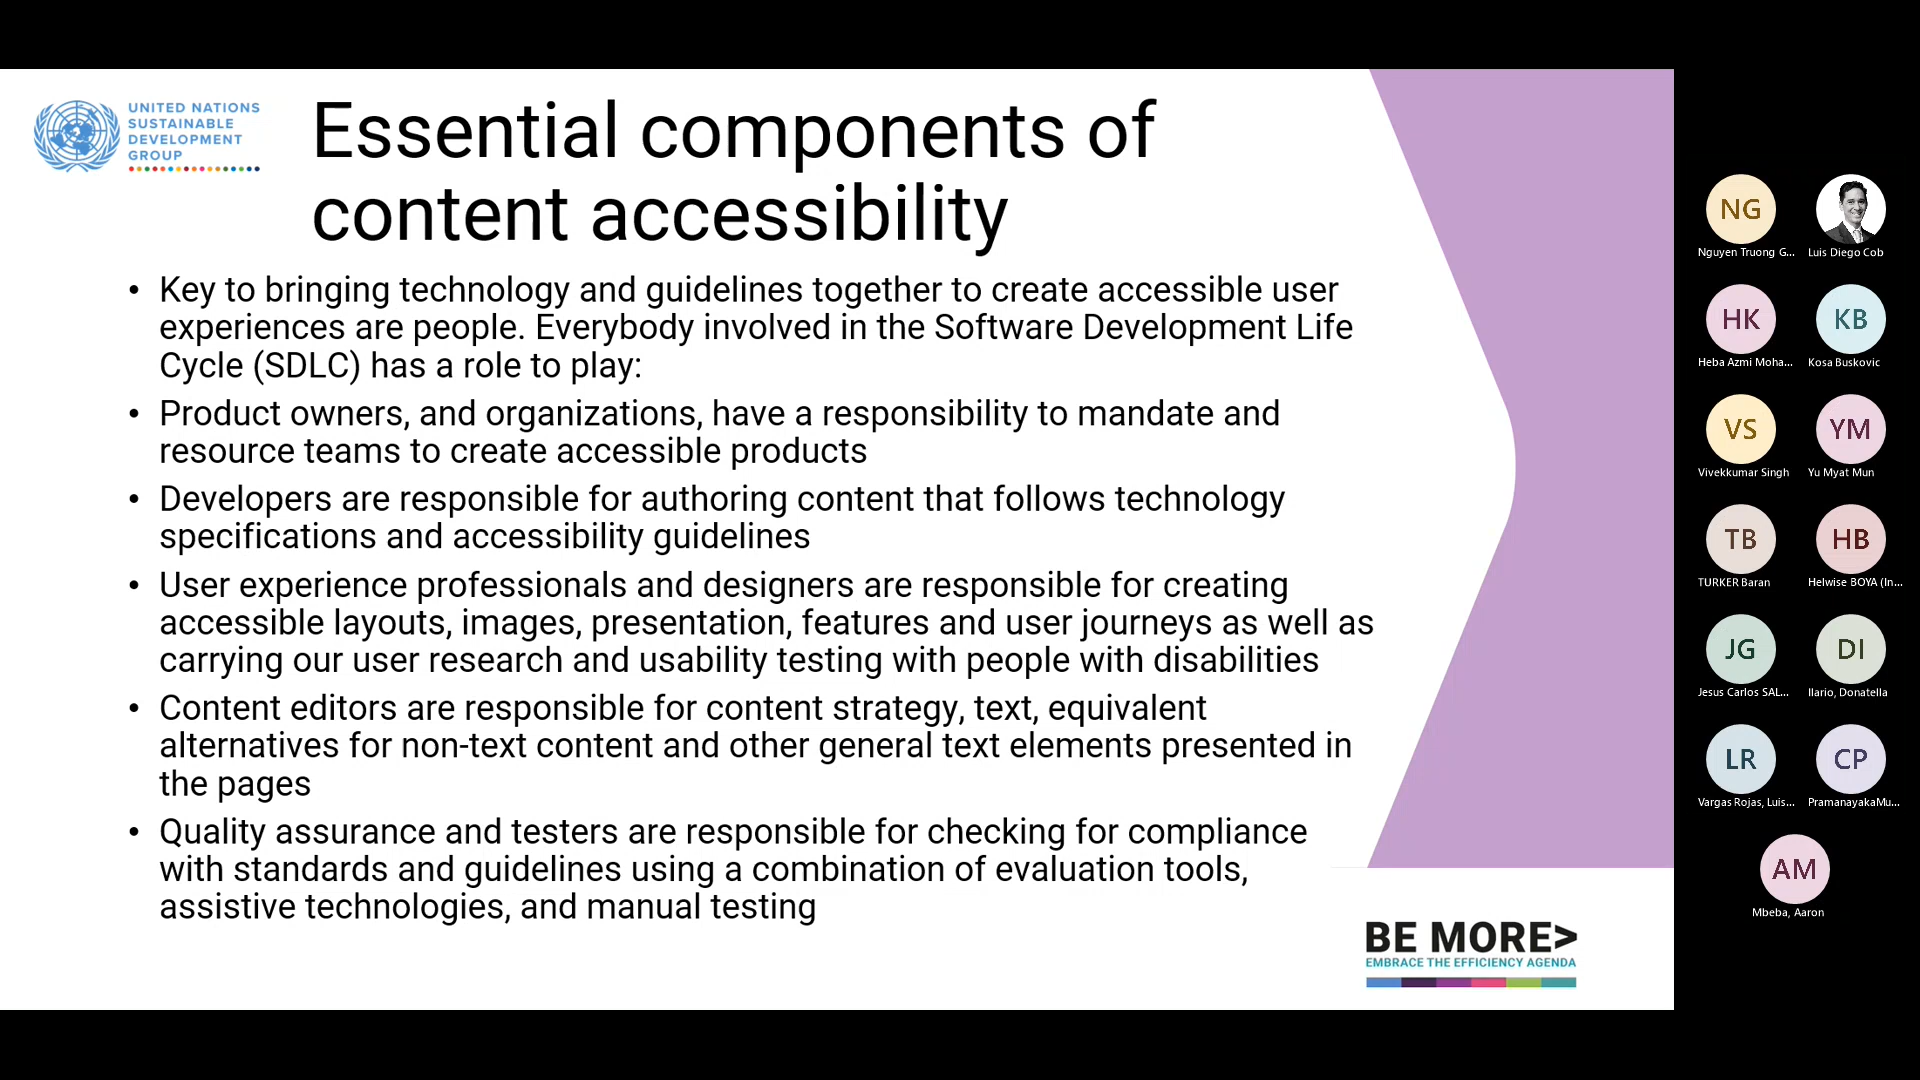 UNITED NATIONS
SUSTAINABLE
DEVELOPMENT
GROUP
Essential components of
content accessibility
• Key to bringing technology and guidelines together to create accessible user
experiences are people. Everybody involved in the Software Development Life
Cycle (SDLC) has a role to play:
• Product owners, and organizations, have a responsibility to mandate and
resource teams to create accessible products
• Developers are responsible for authoring content that follows technology
specifications and accessibility guidelines
• User experience professionals and designers are responsible for creating
accessible layouts, images, presentation, features and user journeys as well as
carrying our user research and usability testing with people with disabilities
• Content editors are responsible for content strategy, text, equivalent
alternatives for non-text content and other general text elements presented in
the pages
• Quality assurance and testers are responsible for checking for compliance
with standards and guidelines using a combination of evaluation tools,
assistive technologies, and manual testing
BE MORE>
EMBRACE THE EFFICIENCY AGENDA
NG
Nguyen Truong G...
Luis Diego Cob
HK
Heba Azmi Moha...
KB
Kosa Buskovic
VS
Vivekkumar Singh
YM
Yu Myat Mun
TB
TURKER Baran
HB
Helwise BOYA (In...
JG
Jesus Carlos SAL...
DI
Ilario, Donatella
LR
Vargas Rojas, Luis...
CP
PramanayakaMu...
AM
Mbeba, Aaron